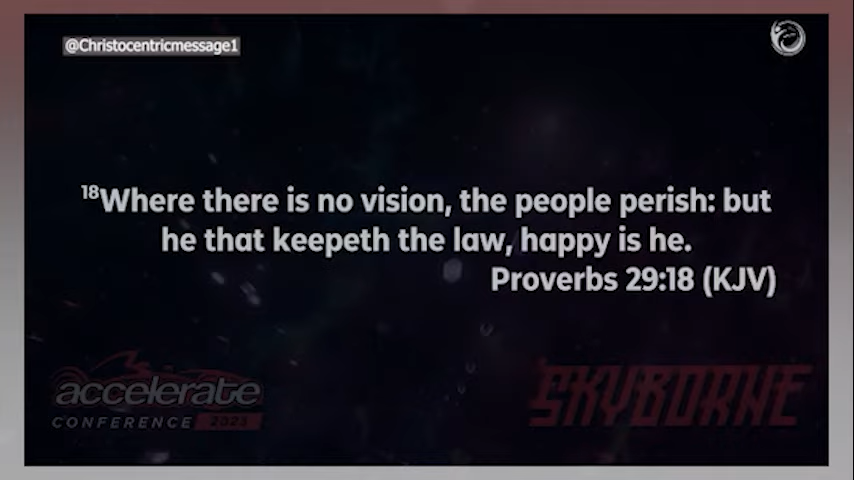 @Christocentricmessage1
¹⁸Where there is no vision, the people perish: but
he that keepeth the law, happy is he.
Proverbs 29:18 (KJV)
accelerate
CONFERENCE 2023
SKYBORNE